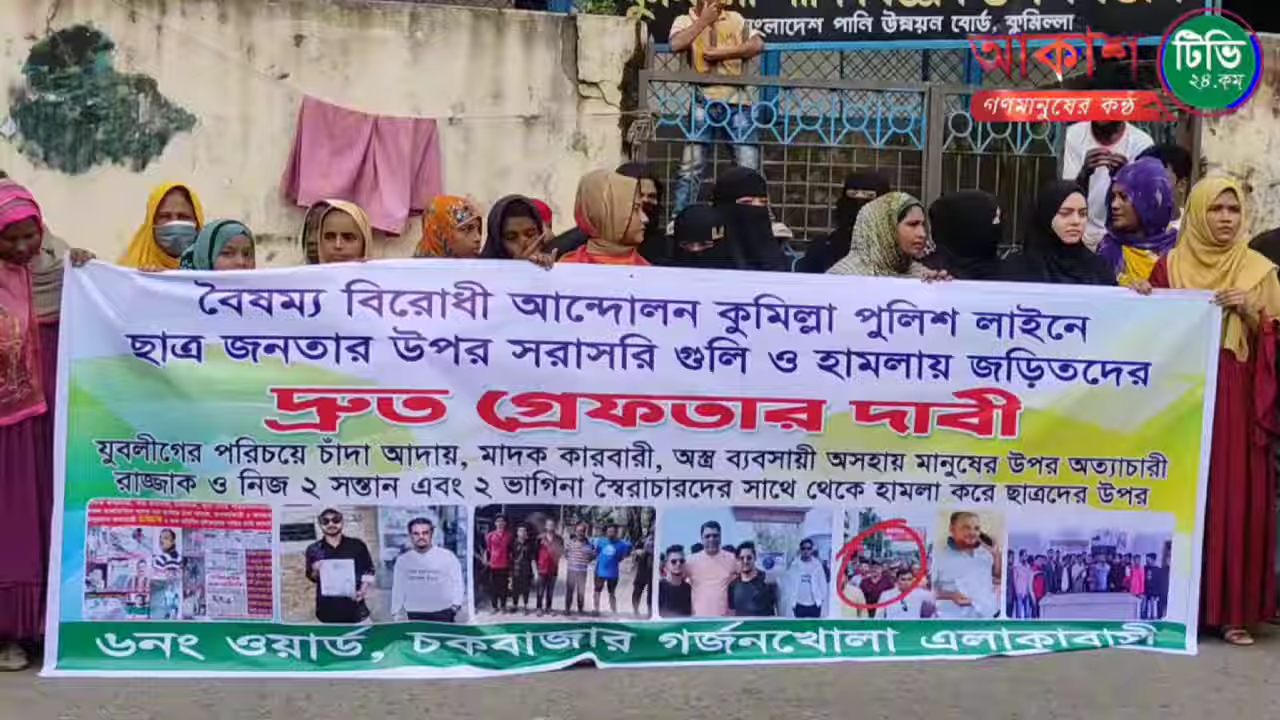 বাংলাদেশ পানি উন্নয়ন বোর্ড, কুমিল্লা
আকাশ
টিভি
২৪.কম
গণমানুষের কন্ঠ
বৈষম্য বিরোধী আন্দোলন কুমিল্লা পুলিশ লাইনে
ছাত্র জনতার উপর সরাসরি গুলি ও হামলায় জড়িতদের
দ্রুত গ্রেফতার দাবী
যুবলীগের পরিচয়ে চাঁদা আদায়, মাদক কারবারী, অস্ত্র ব্যবসায়ী অসহায় মানুষের উপর অত্যাচারী
রাজ্জাক ও নিজ ২ সন্তান এবং ২ ভাগিনা স্বৈরাচারদের সাথে থেকে হামলা করে ছাত্রদের উপর
৬নং ওয়ার্ড, চকবাজার গর্জনখোলা এলাকাবাসী